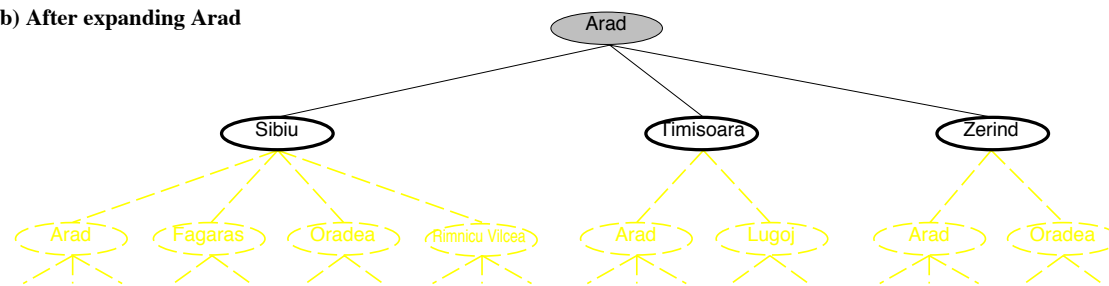 b) After expanding Arad
Arad
Sibiu
Timisoara
Zerind
Arad
Fagaras
Oradea
Rimnicu Vilcea
Arad
Lugoj
Arad
Oradea